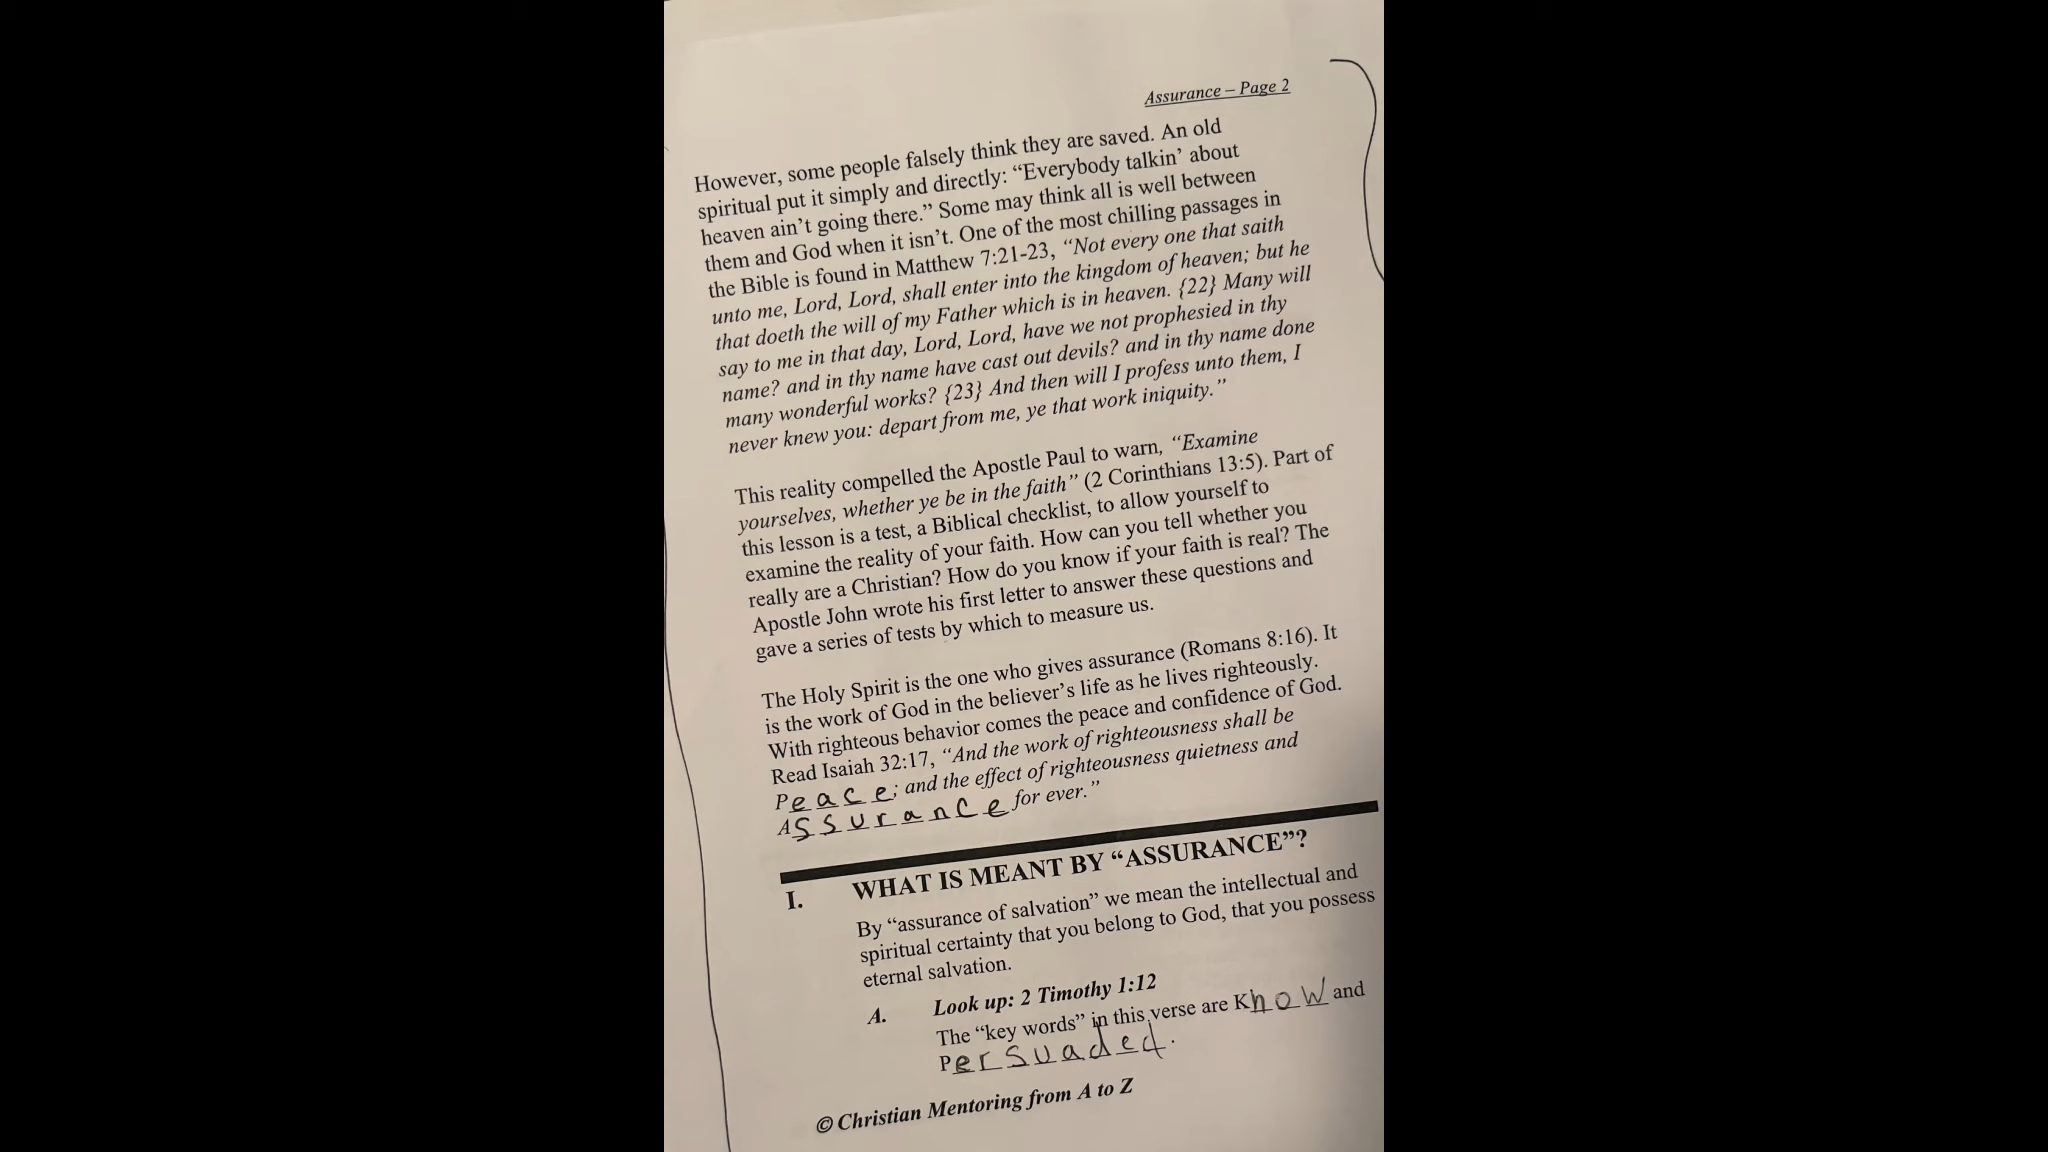 Assurance – Page 2
However, some people falsely think they are saved. An old
spiritual put it simply and directly: “Everybody talkin’ about
heaven ain’t going there.” Some may think all is well between
them and God when it isn’t. One of the most chilling passages in
the Bible is found in Matthew 7:21-23, “Not every one that saith
unto me, Lord, Lord, shall enter into the kingdom of heaven; but he
that doeth the will of my Father which is in heaven. {22} Many will
say to me in that day, Lord, Lord, have we not prophesied in thy
name? and in thy name have cast out devils? and in thy name done
many wonderful works? {23} And then will I profess unto them, I
never knew you: depart from me, ye that work iniquity.”
This reality compelled the Apostle Paul to warn, “Examine
yourselves, whether ye be in the faith” (2 Corinthians 13:5). Part of
this lesson is a test, a Biblical checklist, to allow yourself to
examine the reality of your faith. How can you tell whether you
really are a Christian? How do you know if your faith is real? The
Apostle John wrote his first letter to answer these questions and
gave a series of tests by which to measure us.
The Holy Spirit is the one who gives assurance (Romans 8:16). It
is the work of God in the believer’s life as he lives righteously.
With righteous behavior comes the peace and confidence of God.
Read Isaiah 32:17, “And the work of righteousness shall be
Peace; and the effect of righteousness quietness and
Assurance for ever.”
I. WHAT IS MEANT BY “ASSURANCE”?
By “assurance of salvation” we mean the intellectual and
spiritual certainty that you belong to God, that you possess
eternal salvation.
A. Look up: 2 Timothy 1:12
The “key words” in this verse are Know and
Persuaded.
© Christian Mentoring from A to Z